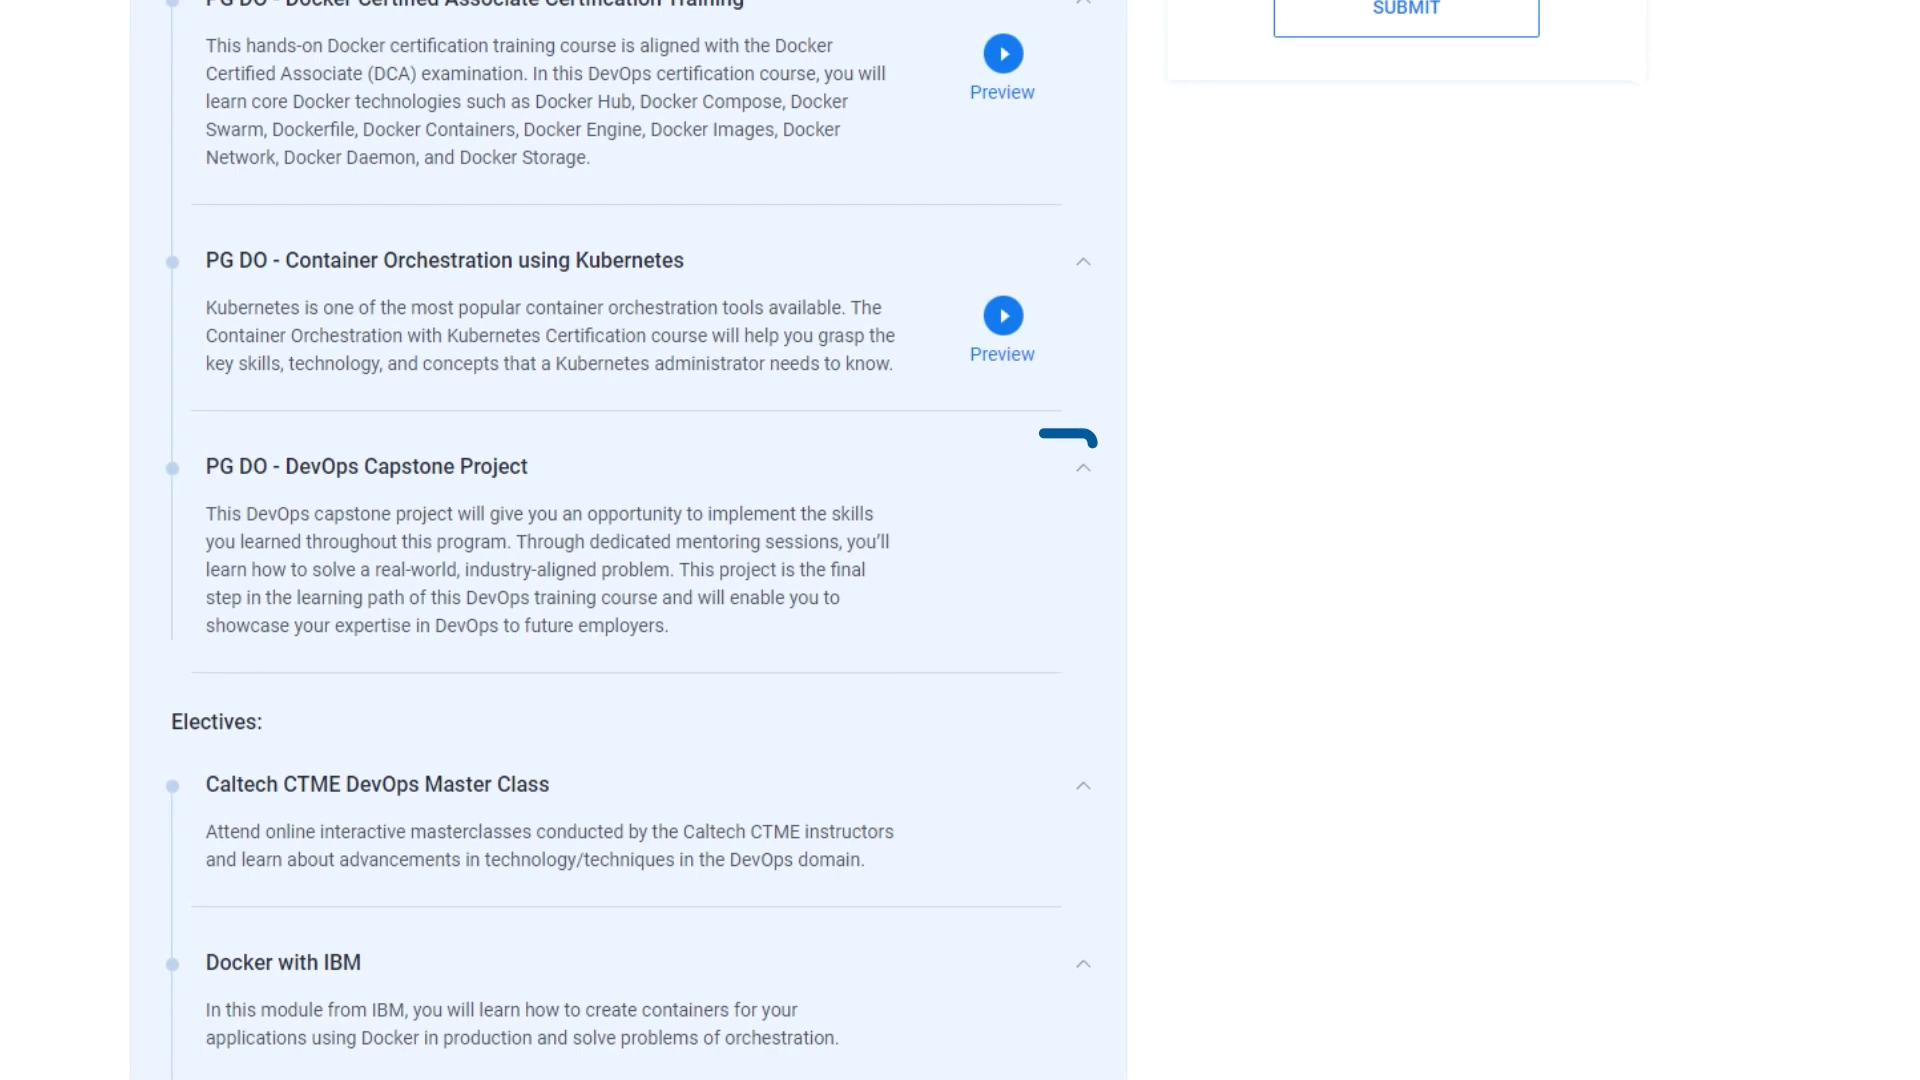 PG DO - Docker Certified Associate Certification Training
This hands-on Docker certification training course is aligned with the Docker
Certified Associate (DCA) examination. In this DevOps certification course, you will
learn core Docker technologies such as Docker Hub, Docker Compose, Docker
Swarm, Dockerfile, Docker Containers, Docker Engine, Docker Images, Docker
Network, Docker Daemon, and Docker Storage.
Preview
SUBMIT
PG DO - Container Orchestration using Kubernetes
Kubernetes is one of the most popular container orchestration tools available. The
Container Orchestration with Kubernetes Certification course will help you grasp the
key skills, technology, and concepts that a Kubernetes administrator needs to know.
Preview
PG DO - DevOps Capstone Project
This DevOps capstone project will give you an opportunity to implement the skills
you learned throughout this program. Through dedicated mentoring sessions, you’ll
learn how to solve a real-world, industry-aligned problem. This project is the final
step in the learning path of this DevOps training course and will enable you to
showcase your expertise in DevOps to future employers.
Electives:
Caltech CTME DevOps Master Class
Attend online interactive masterclasses conducted by the Caltech CTME instructors
and learn about advancements in technology/techniques in the DevOps domain.
Docker with IBM
In this module from IBM, you will learn how to create containers for your
applications using Docker in production and solve problems of orchestration.